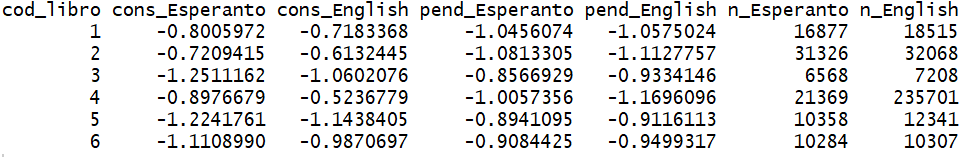 cod_libro cons_Esperanto cons_English pend_Esperanto pend_English n_Esperanto n_English
1 -0.8005972 -0.7183368 -1.0456074 -1.0575024 16877 18515
2 -0.7209415 -0.6132445 -1.0813305 -1.1127757 31326 32068
3 -1.2511162 -1.0602076 -0.8566929 -0.9334146 6568 7208
4 -0.8976679 -0.5236779 -1.0057356 -1.1696096 21369 235701
5 -1.2241761 -1.1438405 -0.8941095 -0.9116113 10358 12341
6 -1.1108990 -0.9870697 -0.9084425 -0.9499317 10284 10307